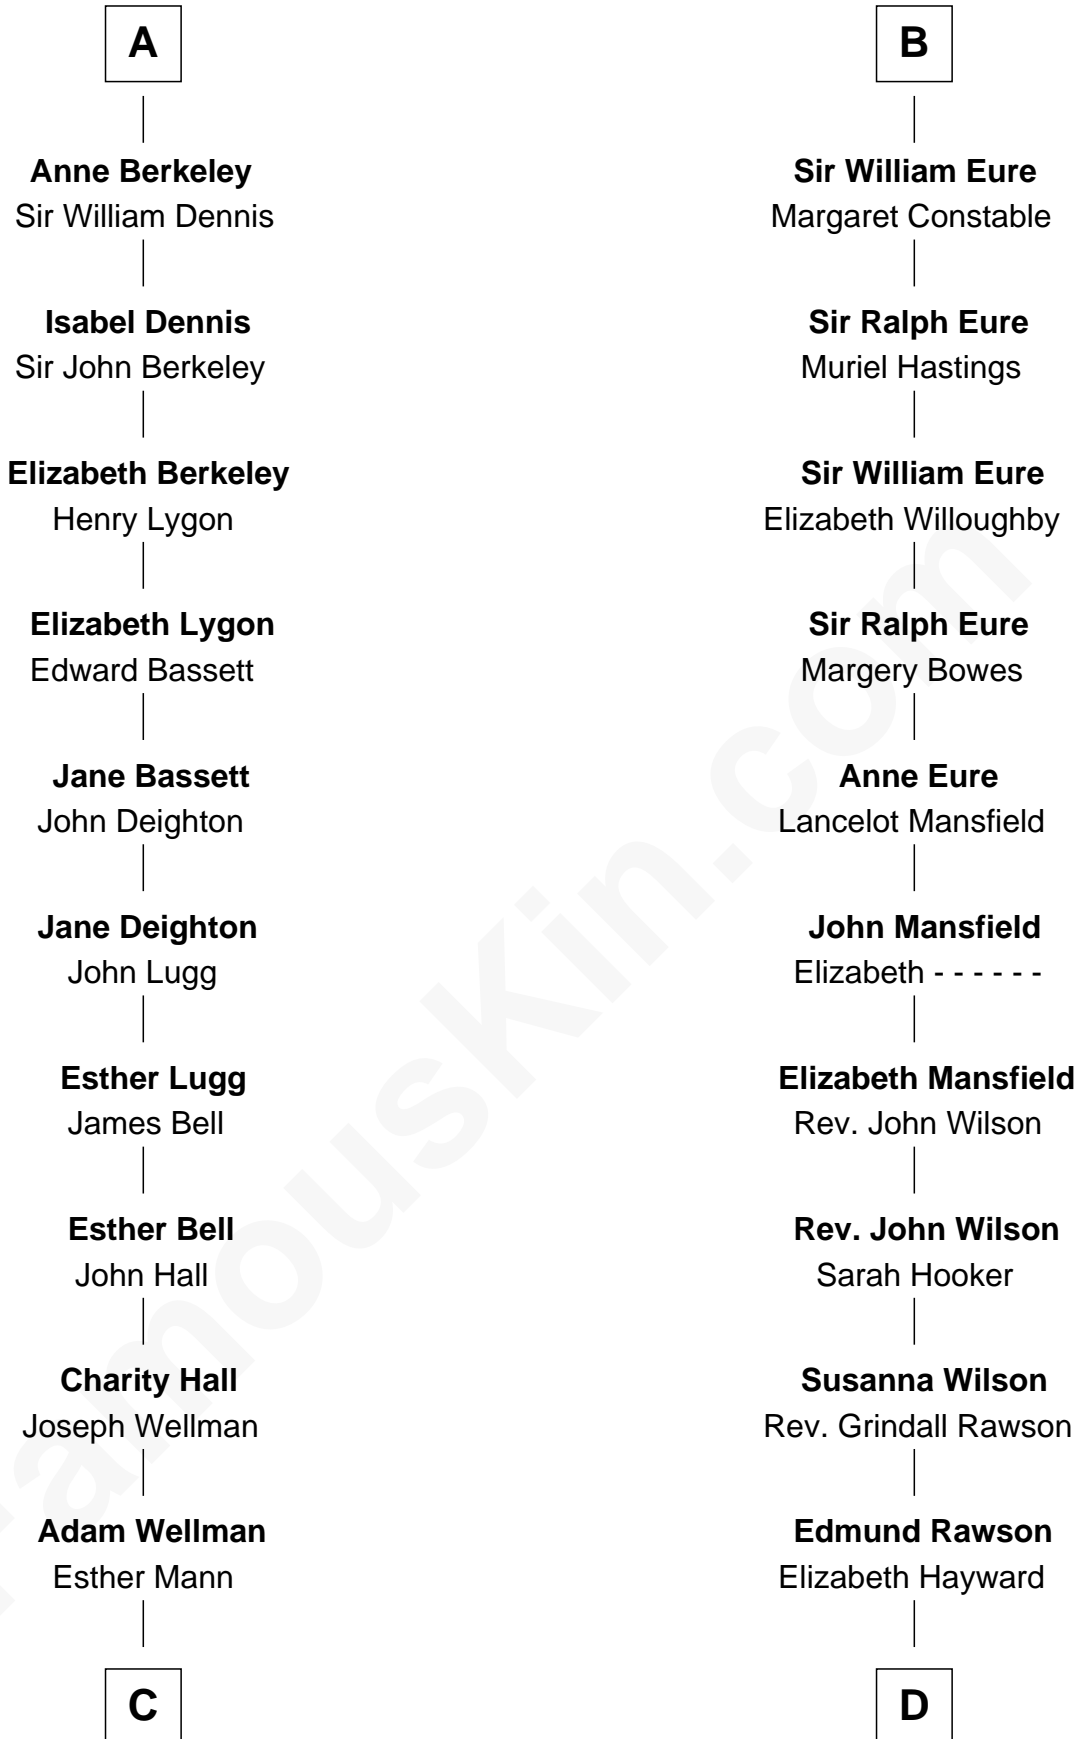 A
Anne Berkeley
Sir William Dennis
Isabel Dennis
Sir John Berkeley
Elizabeth Berkeley
Henry Lygon
Elizabeth Lygon
Edward Bassett
Jane Bassett
John Deighton
Jane Deighton
John Lugg
Esther Lugg
James Bell
Esther Bell
John Hall
Charity Hall
Joseph Wellman
Adam Wellman
Esther Mann
C
B
Sir William Eure
Margaret Constable
Sir Ralph Eure
Muriel Hastings
Sir William Eure
Elizabeth Willoughby
Sir Ralph Eure
Margery Bowes
Anne Eure
Lancelot Mansfield
John Mansfield
Elizabeth - - - - - -
Elizabeth Mansfield
Rev. John Wilson
Rev. John Wilson
Sarah Hooker
Susanna Wilson
Rev. Grindall Rawson
Edmund Rawson
Elizabeth Hayward
D
FamousKin.com